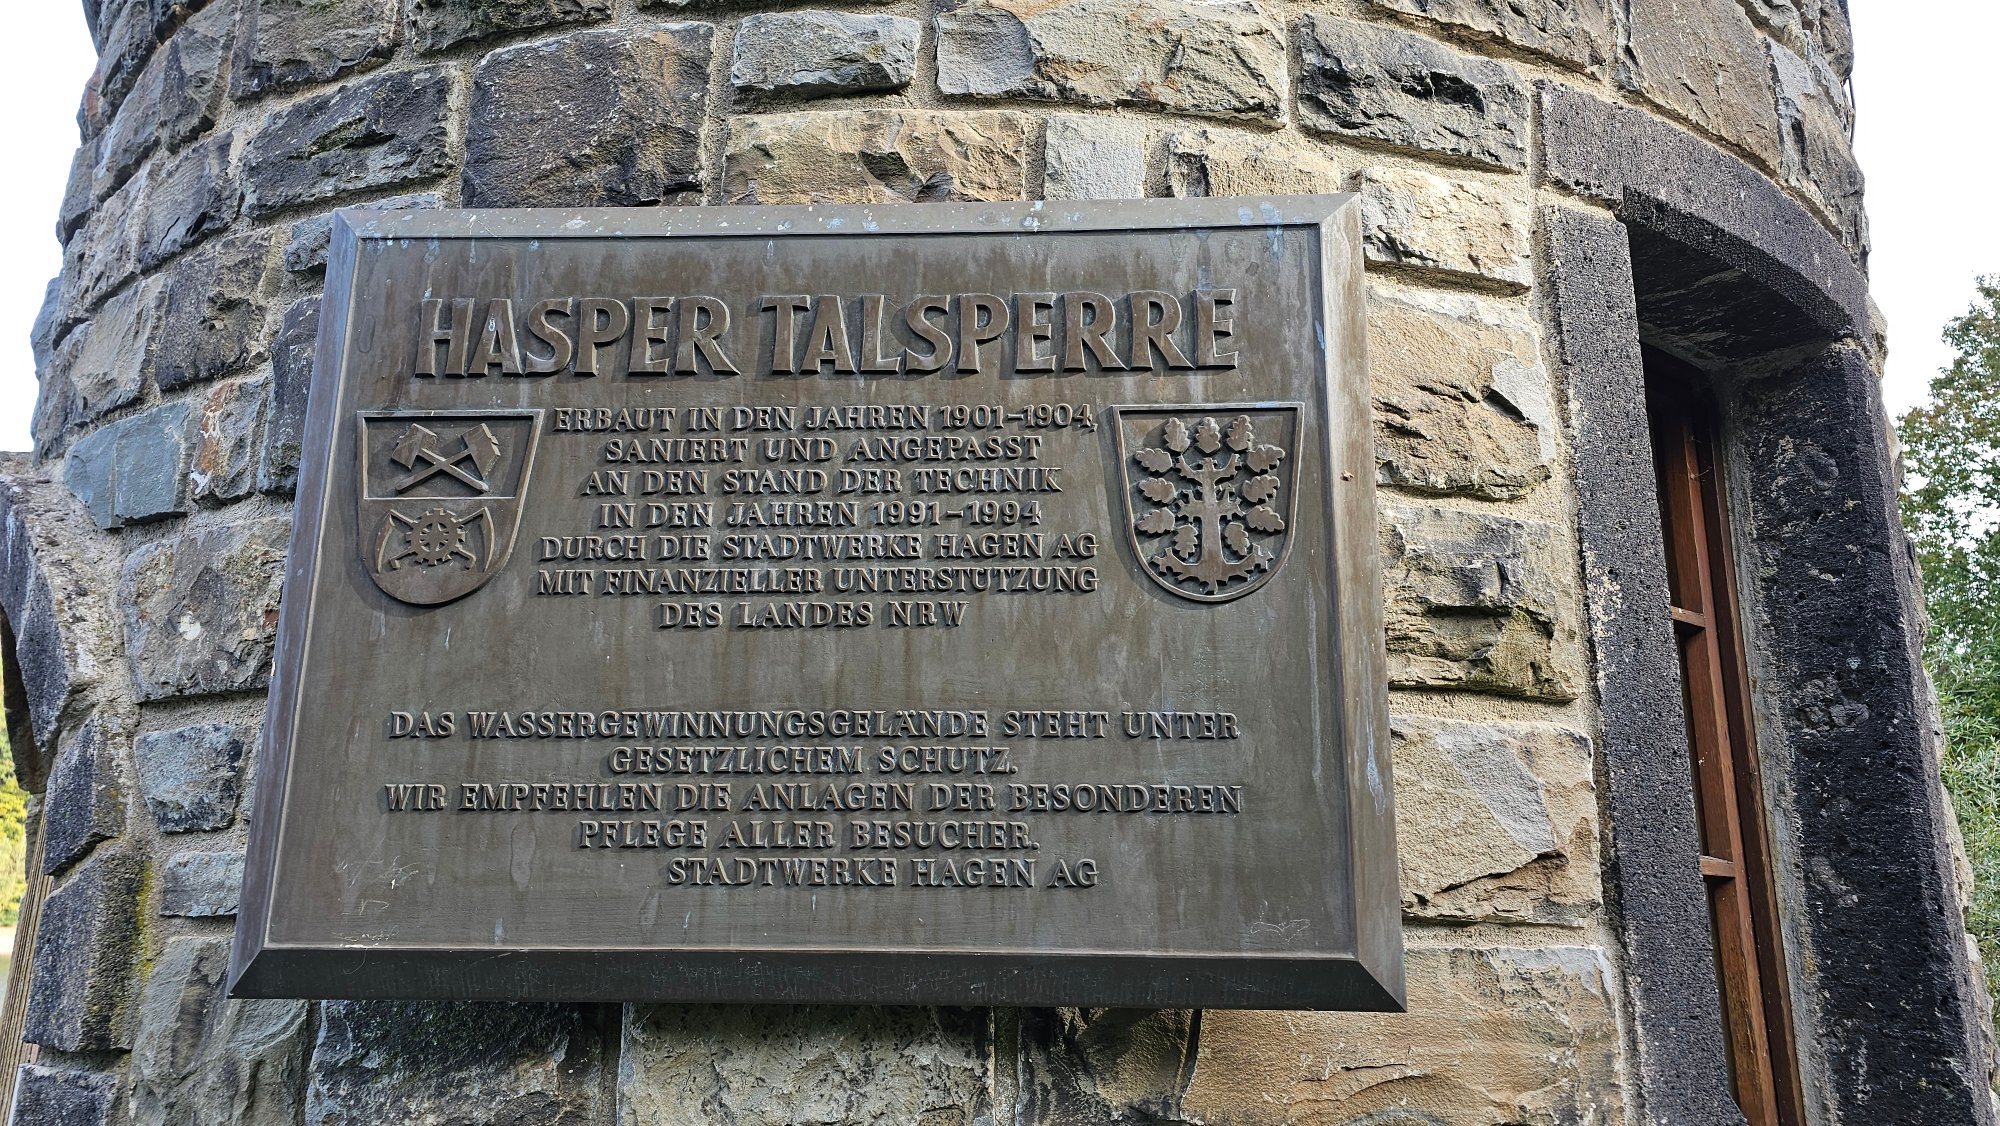 HASPER TALSPERRE
ERBAUT IN DEN JAHREN 1901-1904,
SANIERT UND ANGEPASST
AN DEN STAND DER TECHNIK
IN DEN JAHREN 1991-1994
DURCH DIE STADTWERKE HAGEN AG
MIT FINANZIELLER UNTERSTÜTZUNG
DES LANDES NRW
DAS WASSERGEWINNUNGSGELÄNDE STEHT UNTER
GESETZLICHEM SCHUTZ.
WIR EMPFEHLEN DIE ANLAGEN DER BESONDEREN
PFLEGE ALLER BESUCHER.
STADTWERKE HAGEN AG